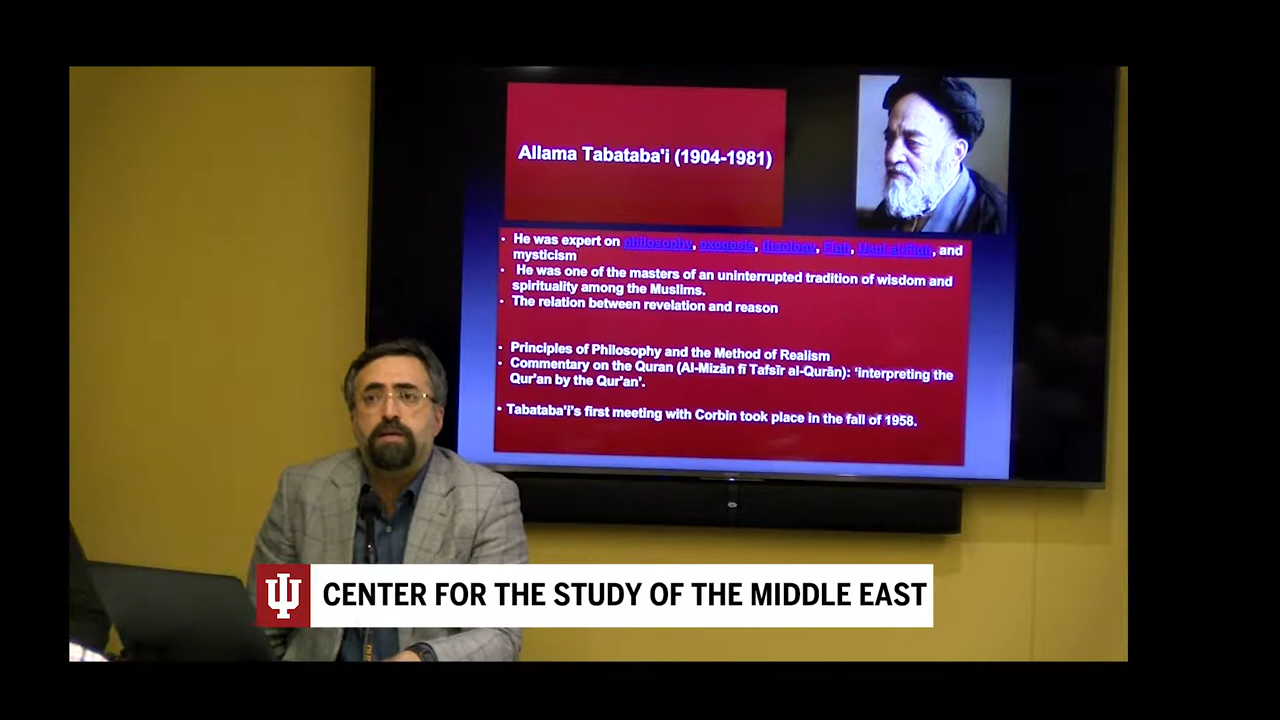 Allama Tabataba'i (1904-1981)
• He was expert on philosophy, exegesis, theology, Fiqh, Usul al-fiqh, and
mysticism
• He was one of the masters of an uninterrupted tradition of wisdom and
spirituality among the Muslims.
• The relation between revelation and reason
• Principles of Philosophy and the Method of Realism
• Commentary on the Quran (Al-Mizān fī Tafsīr al-Qurān): 'Interpreting the
Qur'an by the Qur'an'.
• Tabataba'i's first meeting with Corbin took place in the fall of 1958.
CENTER FOR THE STUDY OF THE MIDDLE EAST